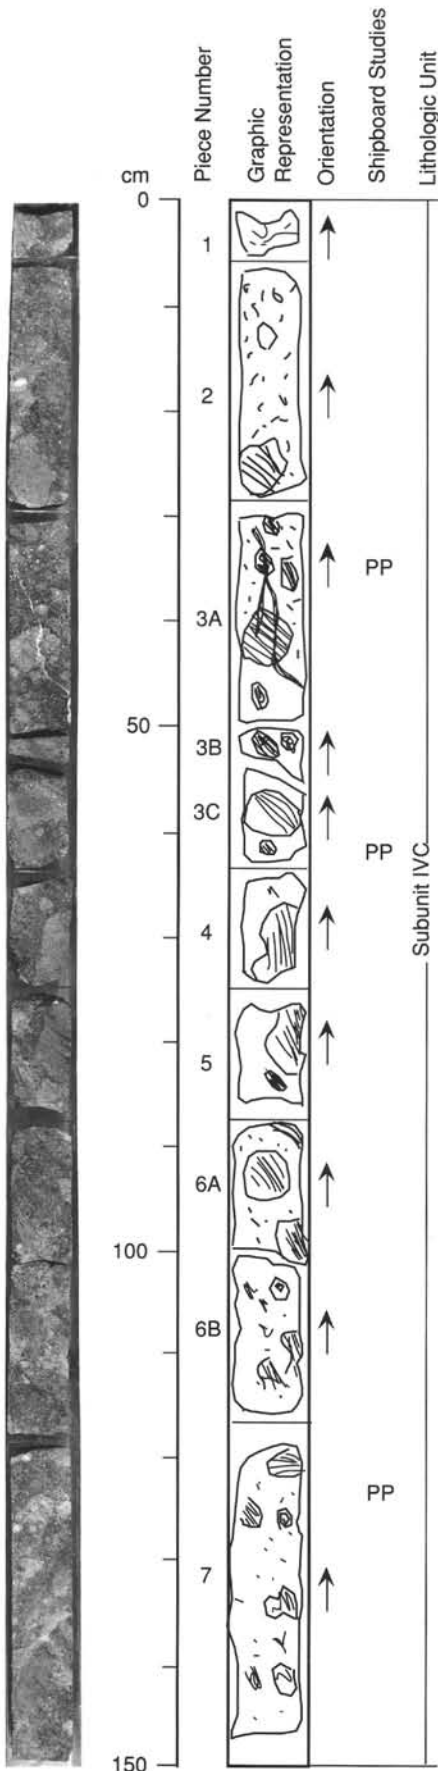 cm
Piece Number
Graphic
Representation
Orientation
Shipboard Studies
Lithologic Unit
0
1
2
PP
3A
50
3B
3C
PP
4
Subunit IVC
5
6A
100
6B
PP
7
150